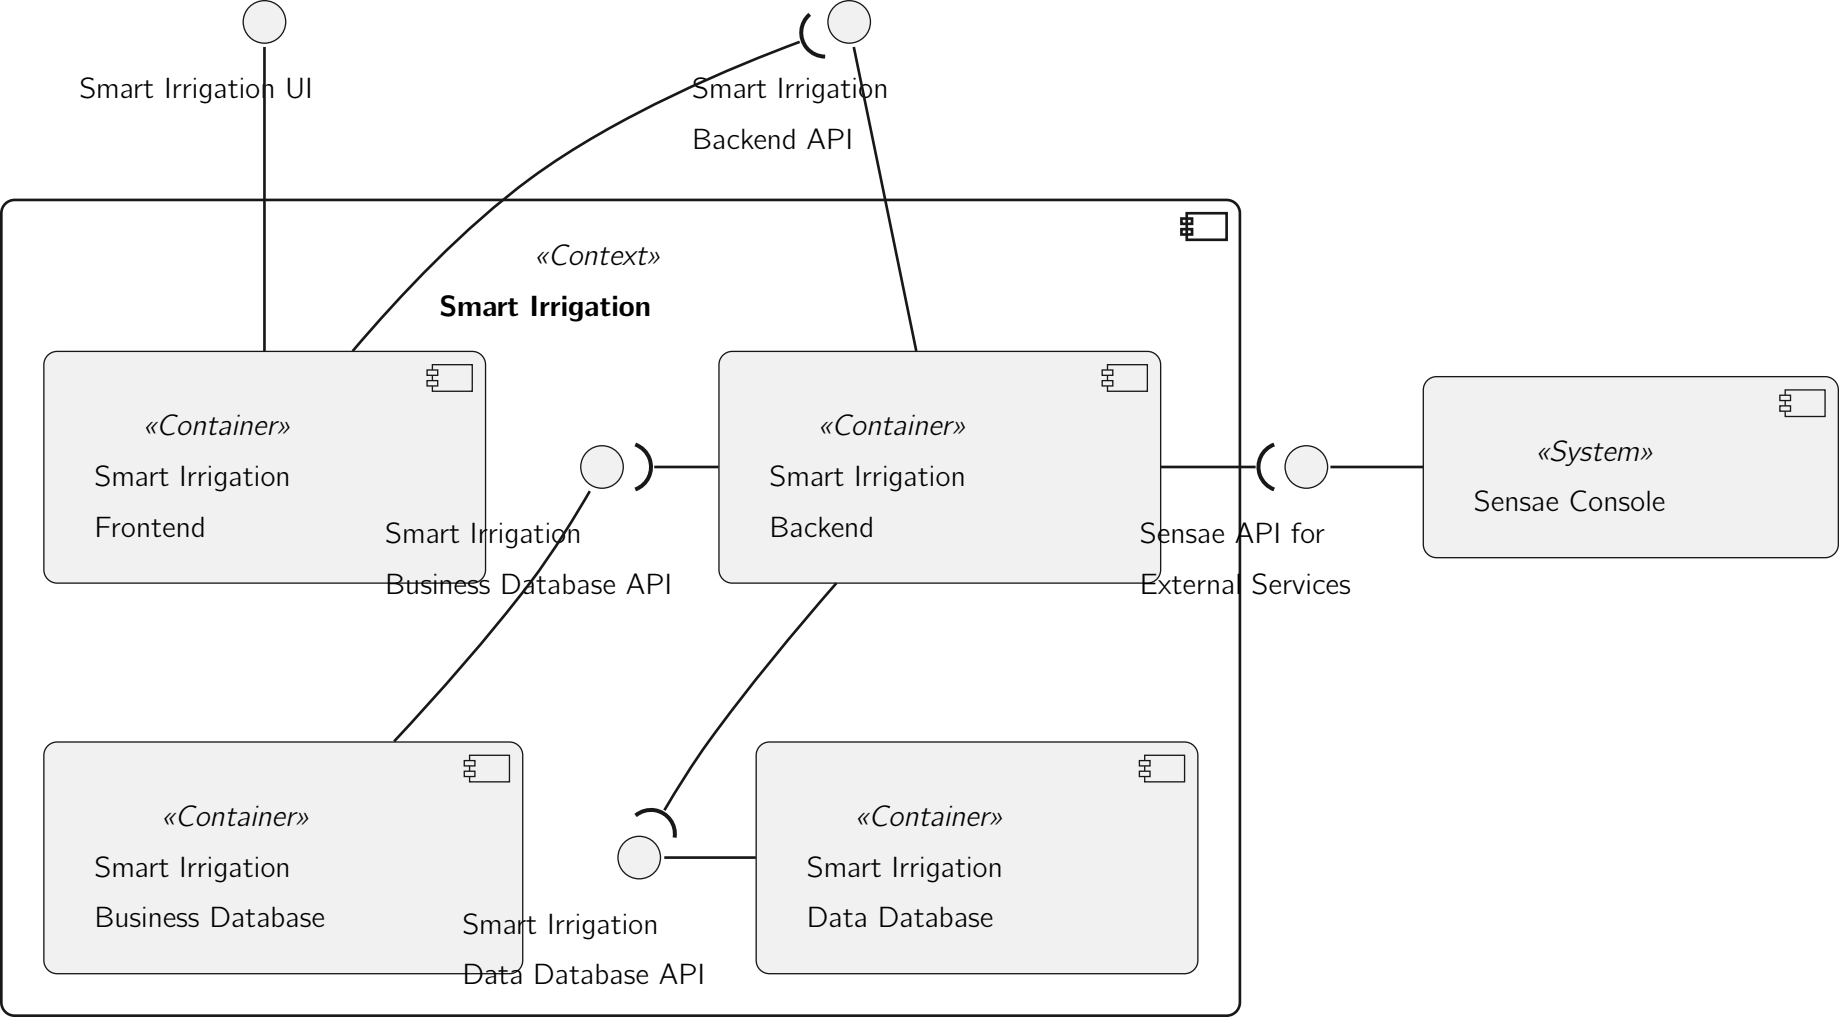 Smart Irrigation UI
Smart Irrigation
Backend API
«Context»
Smart Irrigation
«Container»
Smart Irrigation
Frontend
«Container»
Smart Irrigation
Backend
«System»
Sensae Console
Smart Irrigation
Business Database API
Sensae API for
External Services
«Container»
Smart Irrigation
Business Database
«Container»
Smart Irrigation
Data Database
Smart Irrigation
Data Database API